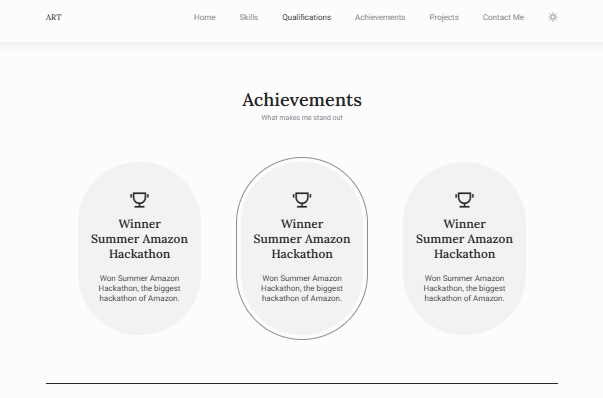 ART
Home Skills Qualifications Achievements Projects Contact Me
Achievements
What makes me stand out
Winner
Summer Amazon
Hackathon
Won Summer Amazon
Hackathon, the biggest
hackathon of Amazon.
Winner
Summer Amazon
Hackathon
Won Summer Amazon
Hackathon, the biggest
hackathon of Amazon.
Winner
Summer Amazon
Hackathon
Won Summer Amazon
Hackathon, the biggest
hackathon of Amazon.